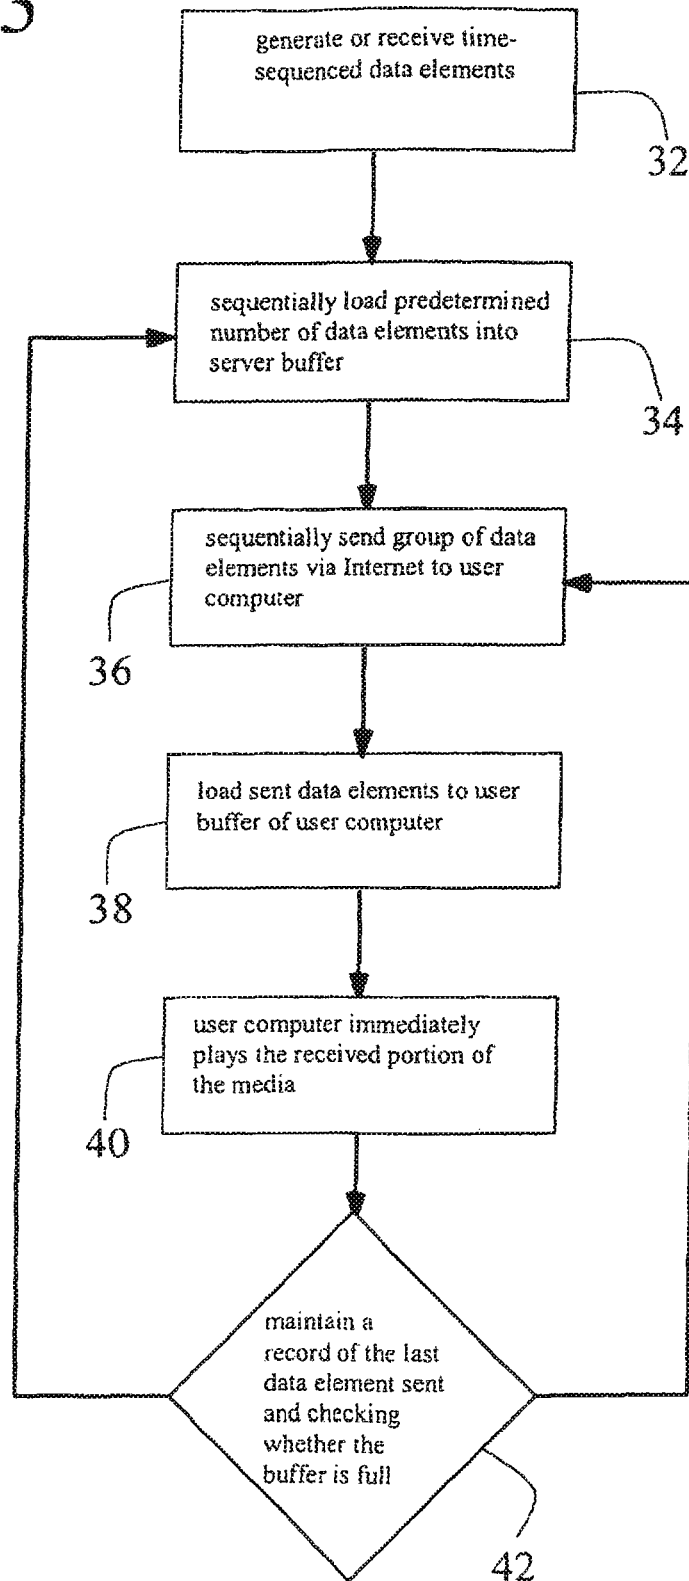 3
generate or receive time-
sequenced data elements
32
sequentially load predetermined
number of data elements into
server buffer
34
sequentially send group of data
elements via Internet to user
computer
36
load sent data elements to user
buffer of user computer
38
user computer immediately
plays the received portion of
the media
40
maintain a
record of the last
data element sent
and checking
whether the
buffer is full
42